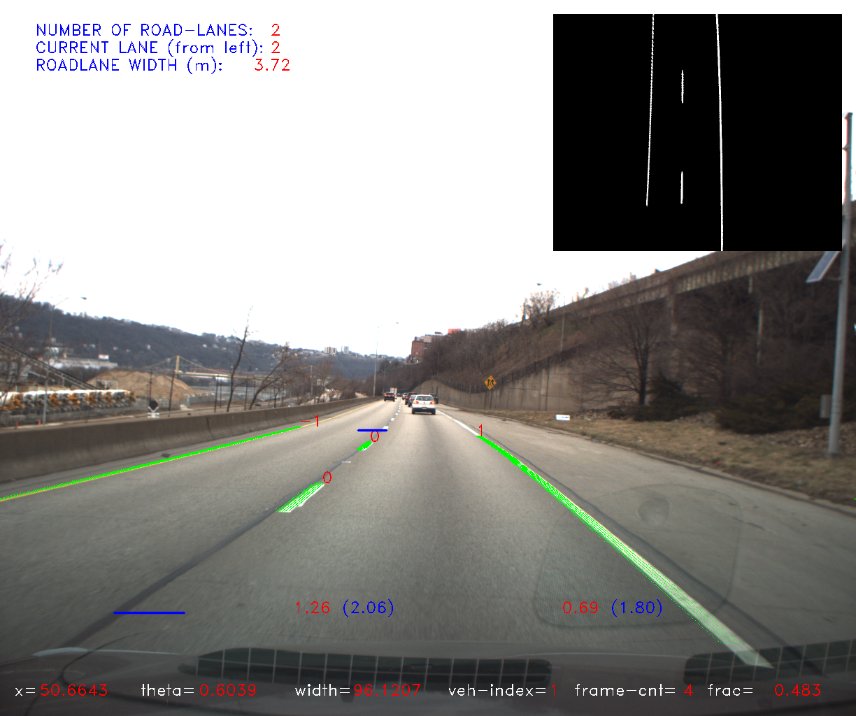 NUMBER OF ROAD-LANES: 2
CURRENT LANE (from left): 2
ROADLANE WIDTH (m): 3.72
-1
0
1
0
1.26 (2.06) 0.69 (1.80)
x= 50.6643 theta= 0.6039 width= 96.1207 veh-index= 1 frame-cnt= 4 frac= 0.483